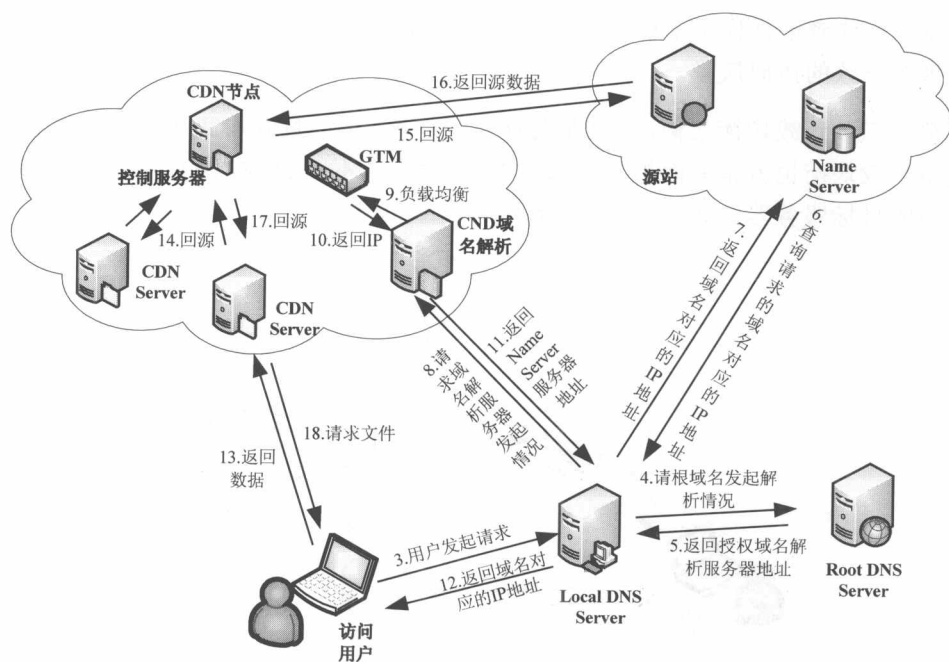 16.返回源数据
CDN节点
15.回源
GTM
控制服务器
9.负载均衡
源站
Name
Server
14.回源
17.回源
10.返回IP
CND域
名解析
CDN
Server
CDN
Server
7.返回域名对应的IP地址
6.查询请求的域名对应的IP地址
11.返回
Name
Server
服务器
地址
8.请
求域
名解
析服
务器
发起
情况
13.返回
数据
18.请求文件
3.用户发起请求
12.返回域名对
应的IP地址
4.请根域名发起解
析情况
5.返回授权域名解
析服务器地址
Local DNS
Server
Root DNS
Server
访问
用户